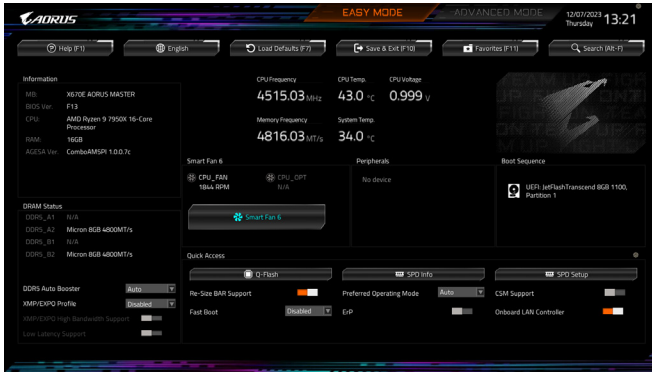 AORUS
EASY MODE
ADVANCED MODE
12/07/2023
Thursday
13:21
Help (F1)
English
Load Defaults (F7)
Save & Exit (F10)
Favorites (F11)
Search (Alt-F)
Information
MB: X670E AORUS MASTER
BIOS Ver. F13
CPU: AMD Ryzen 9 7950X 16-Core
Processor
RAM: 16GB
AGESA Ver. ComboAM5PI 1.0.0.7c
CPU Frequency
4515.03 MHz
CPU Temp.
43.0 °C
CPU Voltage
0.999 V
Memory Frequency
4816.03 MT/s
System Temp.
34.0 °C
TEAM UP
Smart Fan 6
CPU_FAN
1844 RPM
CPU_OPT
N/A
Smart Fan 6
Peripherals
No device
Boot Sequence
UEFI: JetFlashTranscend 8GB 1100,
Partition 1
DRAM Status
DDR5_A1 N/A
DDR5_A2 Micron 8GB 4800MT/s
DDR5_B1 N/A
DDR5_B2 Micron 8GB 4800MT/s
DDR5 Auto Booster Auto
XMP/EXPO Profile Disabled
XMP/EXPO High Bandwidth Support
Low Latency Support
Quick Access
Q-Flash
SPD Info
SPD Setup
Re-Size BAR Support
Preferred Operating Mode Auto
CSM Support
Fast Boot Disabled
ErP
Onboard LAN Controller